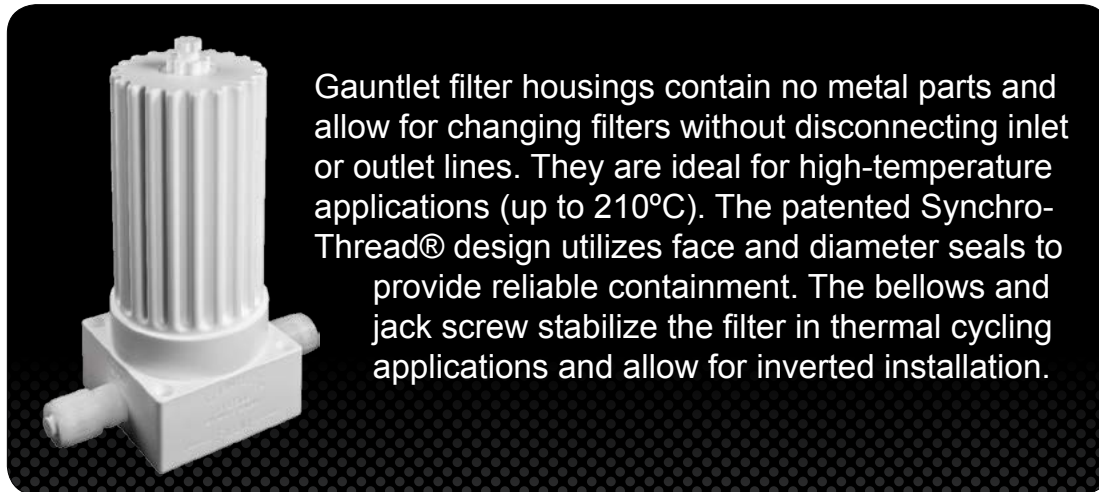 Gauntlet filter housings contain no metal parts and
allow for changing filters without disconnecting inlet
or outlet lines. They are ideal for high-temperature
applications (up to 210ºC). The patented Synchro-
Thread® design utilizes face and diameter seals to
provide reliable containment. The bellows and
jack screw stabilize the filter in thermal cycling
applications and allow for inverted installation.